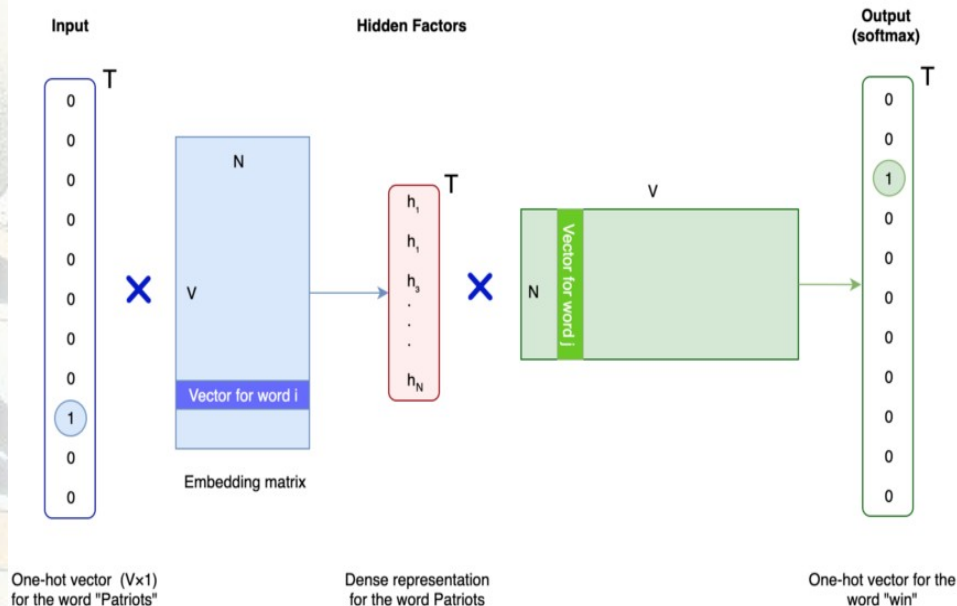 Input
Hidden Factors
Output
(softmax)
T
0
0
0
0
0
0
0
0
1
0
0
N
V
Vector for word i
Embedding matrix
T
h₁
h₁
h₃
.
.
.
h_N
V
N
Vector for word j
T
0
0
1
0
0
0
0
0
0
0
0
One-hot vector (V×1)
for the word "Patriots"
Dense representation
for the word Patriots
One-hot vector for the
word "win"